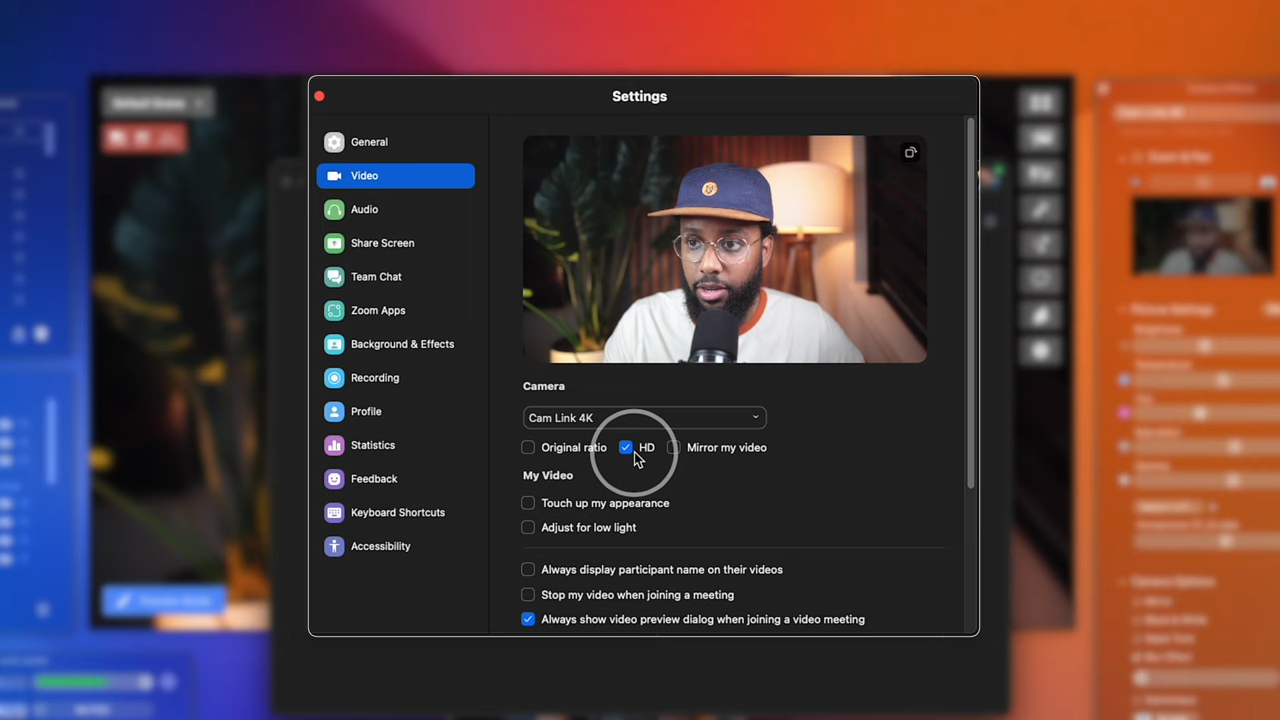 Settings
General
Video
Audio
Share Screen
Team Chat
Zoom Apps
Background & Effects
Recording
Profile
Statistics
Feedback
Keyboard Shortcuts
Accessibility
Camera
Cam Link 4K
Original ratio HD Mirror my video
My Video
Touch up my appearance
Adjust for low light
Always display participant name on their videos
Stop my video when joining a meeting
Always show video preview dialog when joining a video meeting